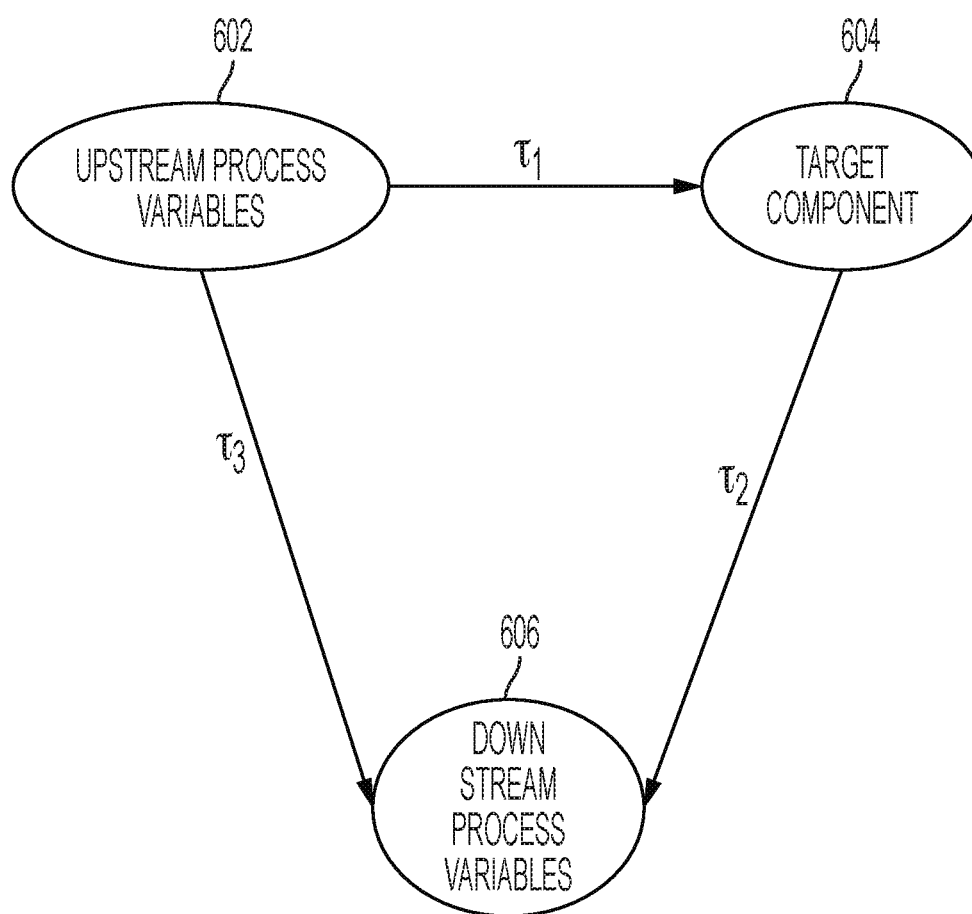 602
604
UPSTREAM PROCESS
VARIABLES
τ1
TARGET
COMPONENT
τ3
τ2
606
DOWN
STREAM
PROCESS
VARIABLES